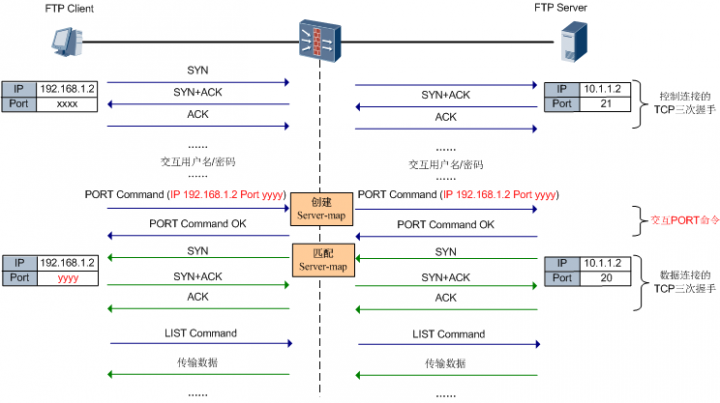 FTP Client
FTP Server
SYN
IP 192.168.1.2
Port xxxx
SYN+ACK
SYN+ACK
IP 10.1.1.2
Port 21
控制连接的
TCP三次握手
ACK
ACK
......
......
交互用户名/密码
交互用户名/密码
......
......
PORT Command (IP 192.168.1.2 Port yyyy)
创建
Server-map
PORT Command (IP 192.168.1.2 Port yyyy)
PORT Command OK
PORT Command OK
交互PORT命令
SYN
匹配
Server-map
SYN
IP 192.168.1.2
Port yyyy
SYN+ACK
SYN+ACK
IP 10.1.1.2
Port 20
数据连接的
TCP三次握手
ACK
ACK
LIST Command
LIST Command
传输数据
传输数据
......
......